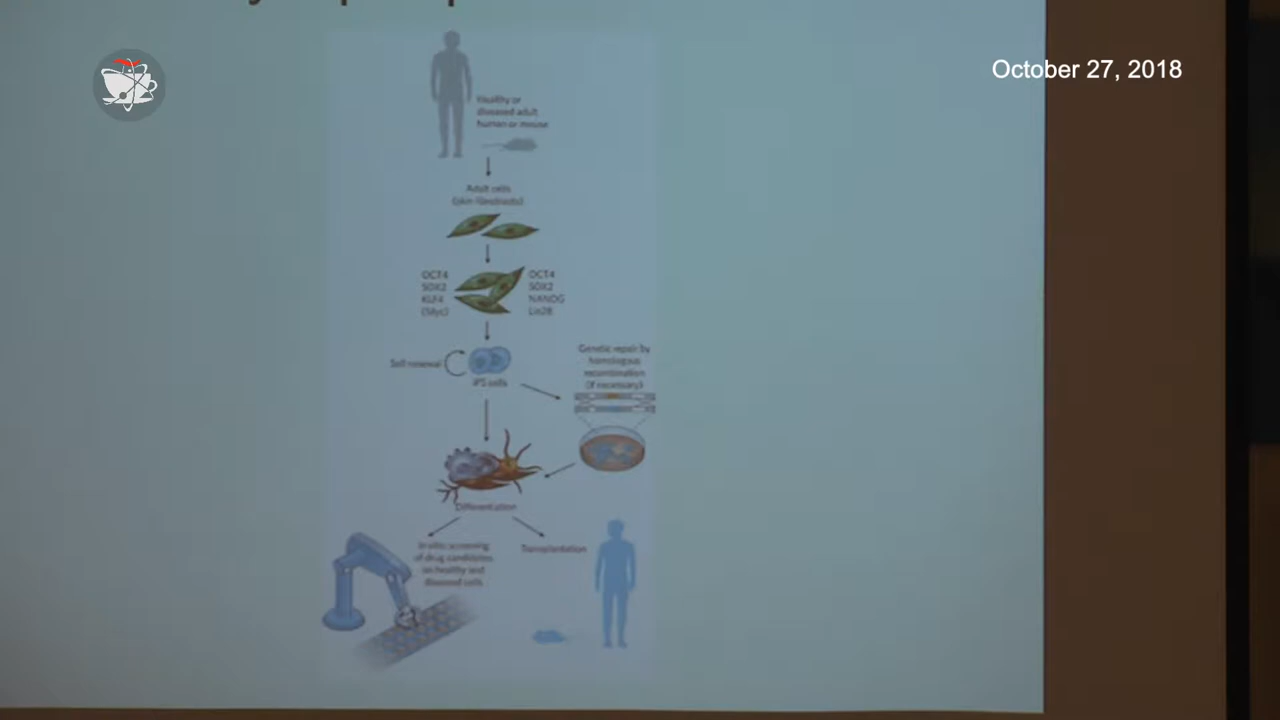 October 27, 2018
Healthy or
diseased adult
human or mouse
Adult cells
(skin fibroblasts)
OCT4
SOX2
KLF4
(Myc)
OCT4
SOX2
NANOG
Lin28
Self renewal
iPS cells
Genetic repair by
homologous
recombination
(if necessary)
Differentiation
In vitro screening
of drug candidates
on healthy and
diseased cells
Transplantation